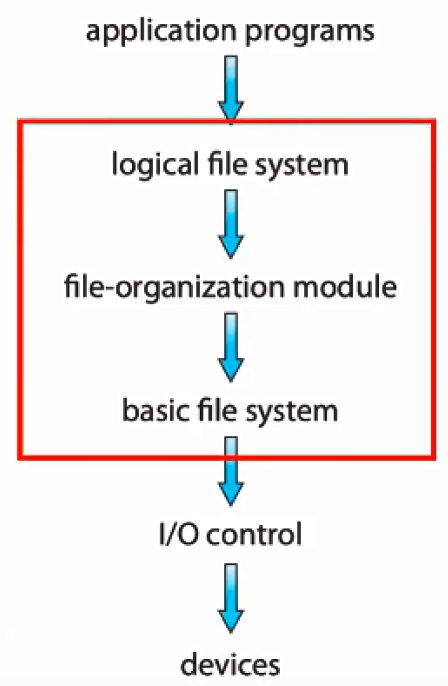 application programs
logical file system
file-organization module
basic file system
I/O control
devices